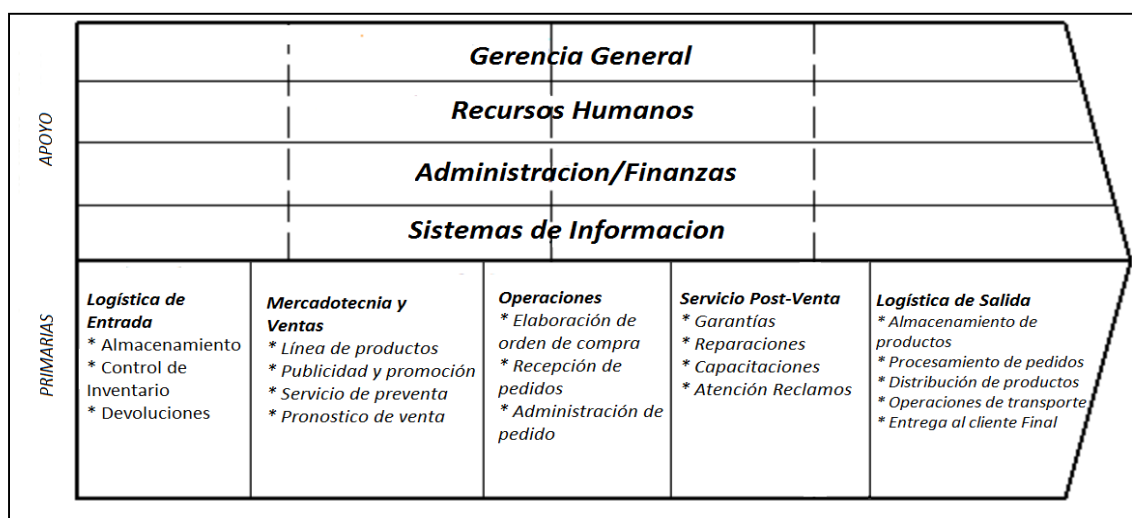 APOYO
Gerencia General
Recursos Humanos
Administracion/Finanzas
Sistemas de Informacion
PRIMARIAS
Logística de
Entrada
* Almacenamiento
* Control de
Inventario
* Devoluciones
Mercadotecnia y
Ventas
* Línea de productos
* Publicidad y promoción
* Servicio de preventa
* Pronostico de venta
Operaciones
* Elaboración de
orden de compra
* Recepción de
pedidos
* Administración de
pedido
Servicio Post-Venta
* Garantías
* Reparaciones
* Capacitaciones
* Atención Reclamos
Logística de Salida
* Almacenamiento de
productos
* Procesamiento de pedidos
* Distribución de productos
* Operaciones de transporte
* Entrega al cliente Final